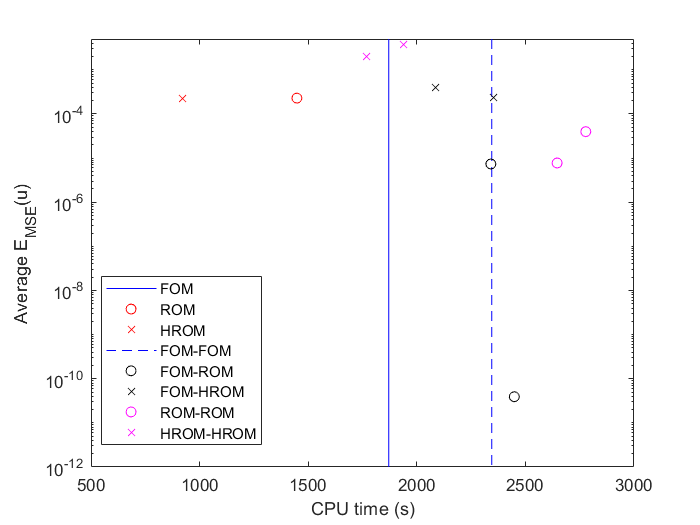 10^-4
10^-6
10^-8
10^-10
10^-12
Average E_MSE(u)
FOM
ROM
HROM
FOM-FOM
FOM-ROM
FOM-HROM
ROM-ROM
HROM-HROM
500 1000 1500 2000 2500 3000
CPU time (s)